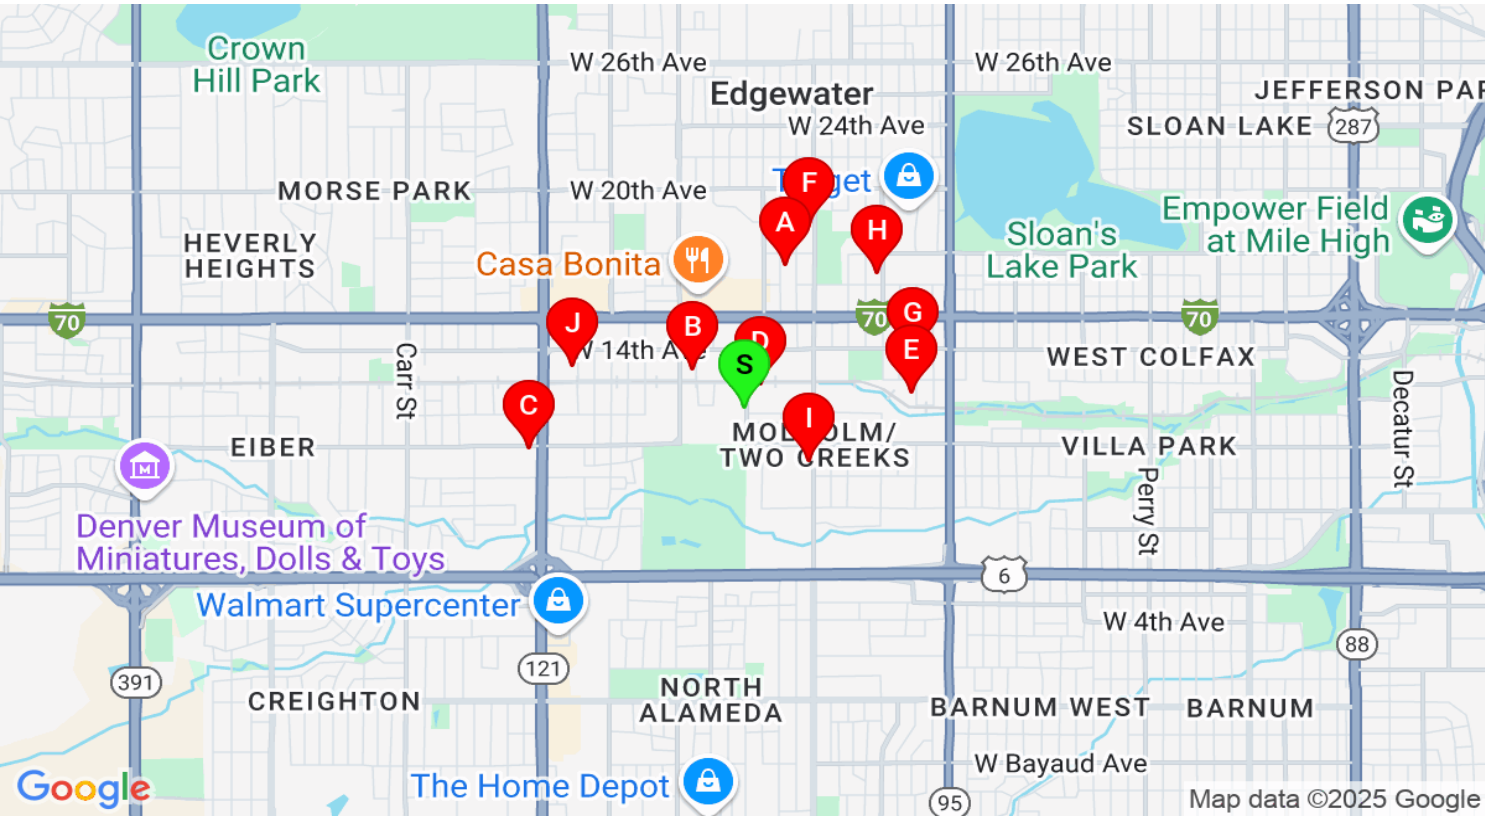 Crown
Hill Park
W 26th Ave
W 26th Ave
Edgewater
JEFFERSON PAR
W 24th Ave
SLOAN LAKE
287
MORSE PARK
W 20th Ave
F
A
H
Empower Field
at Mile High
Sloan's
Lake Park
HEVERLY
HEIGHTS
Casa Bonita
70
70
70
J
B
D
G
E
S
W 14th
WEST COLFAX
Carr St
Decatur St
C
I
TWO CREEKS
EIBER
VILLA PARK
Perry St
M
Denver Museum of
Miniatures, Dolls & Toys
6
Walmart Supercenter
W 4th Ave
88
121
391
CREIGHTON
NORTH
ALAMEDA
BARNUM WEST
BARNUM
W Bayaud Ave
The Home Depot
95
Google
Map data ©2025 Google